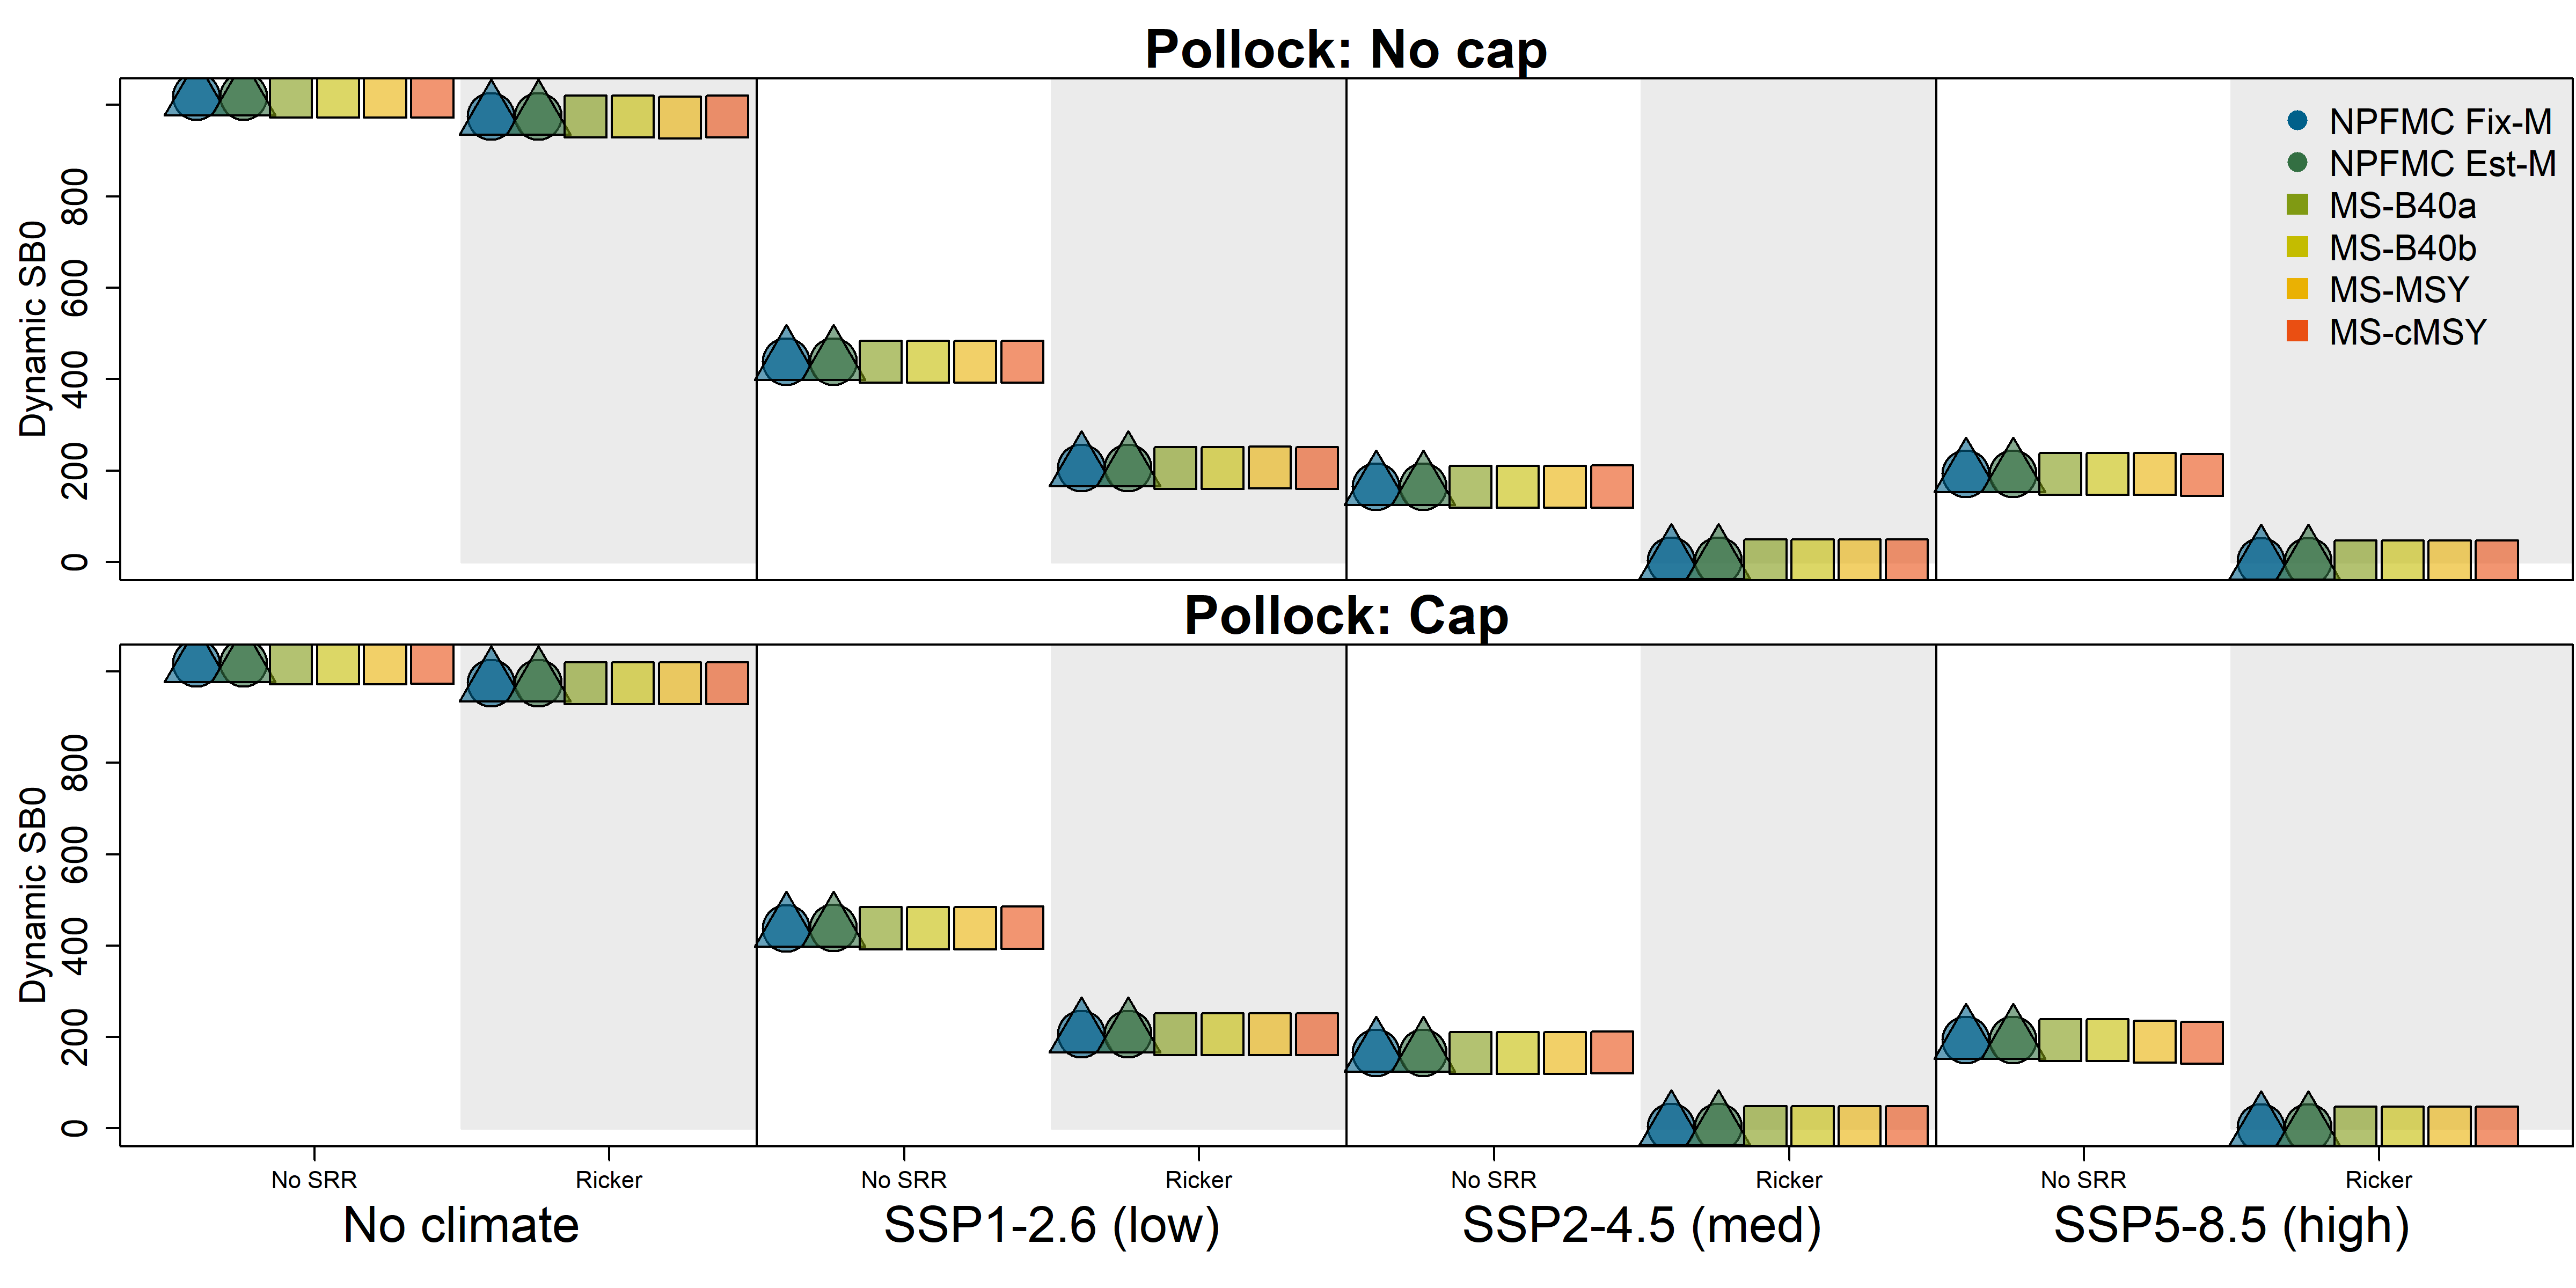 Pollock: No cap
Dynamic SB0
0
200
400
600
800
NPFMC Fix-M
NPFMC Est-M
MS-B40a
MS-B40b
MS-MSY
MS-cMSY
Pollock: Cap
Dynamic SB0
0
200
400
600
800
No SRR Ricker No SRR Ricker No SRR Ricker No SRR Ricker
No climate SSP1-2.6 (low) SSP2-4.5 (med) SSP5-8.5 (high)